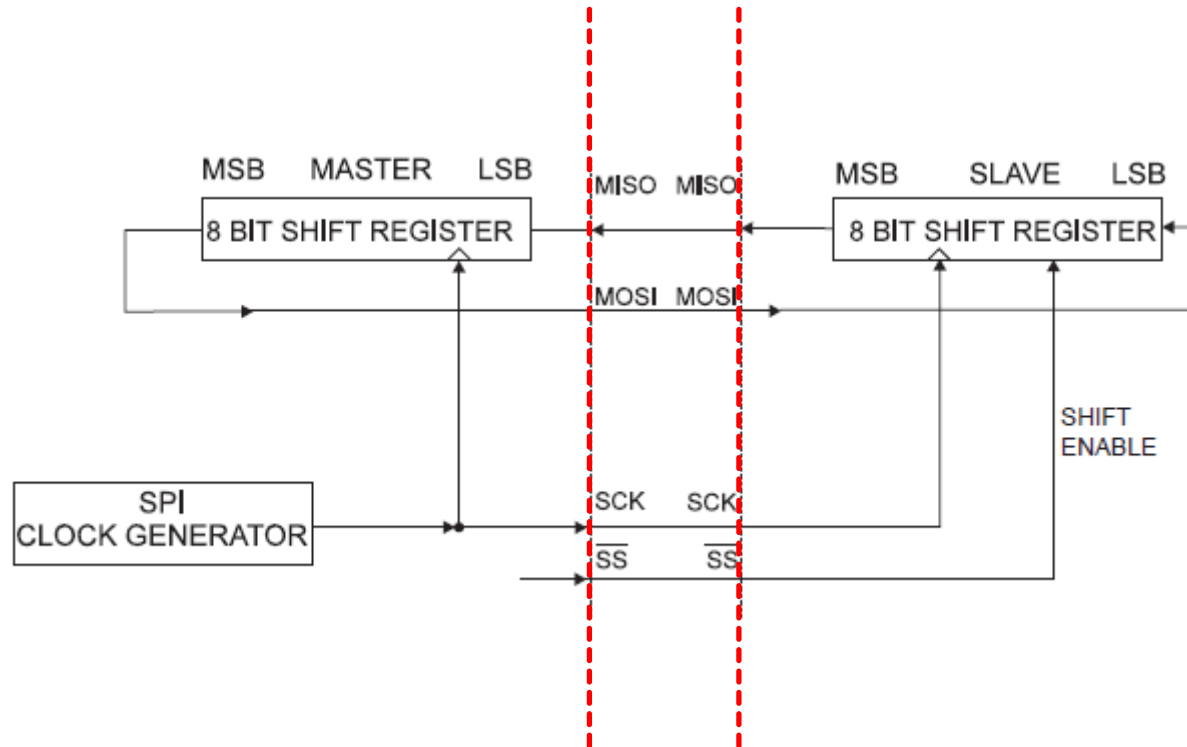 MSB MASTER LSB
8 BIT SHIFT REGISTER
MISO MISO
MSB SLAVE LSB
8 BIT SHIFT REGISTER
MOSI MOSI
SHIFT
ENABLE
SPI
CLOCK GENERATOR
SCK SCK
SS SS